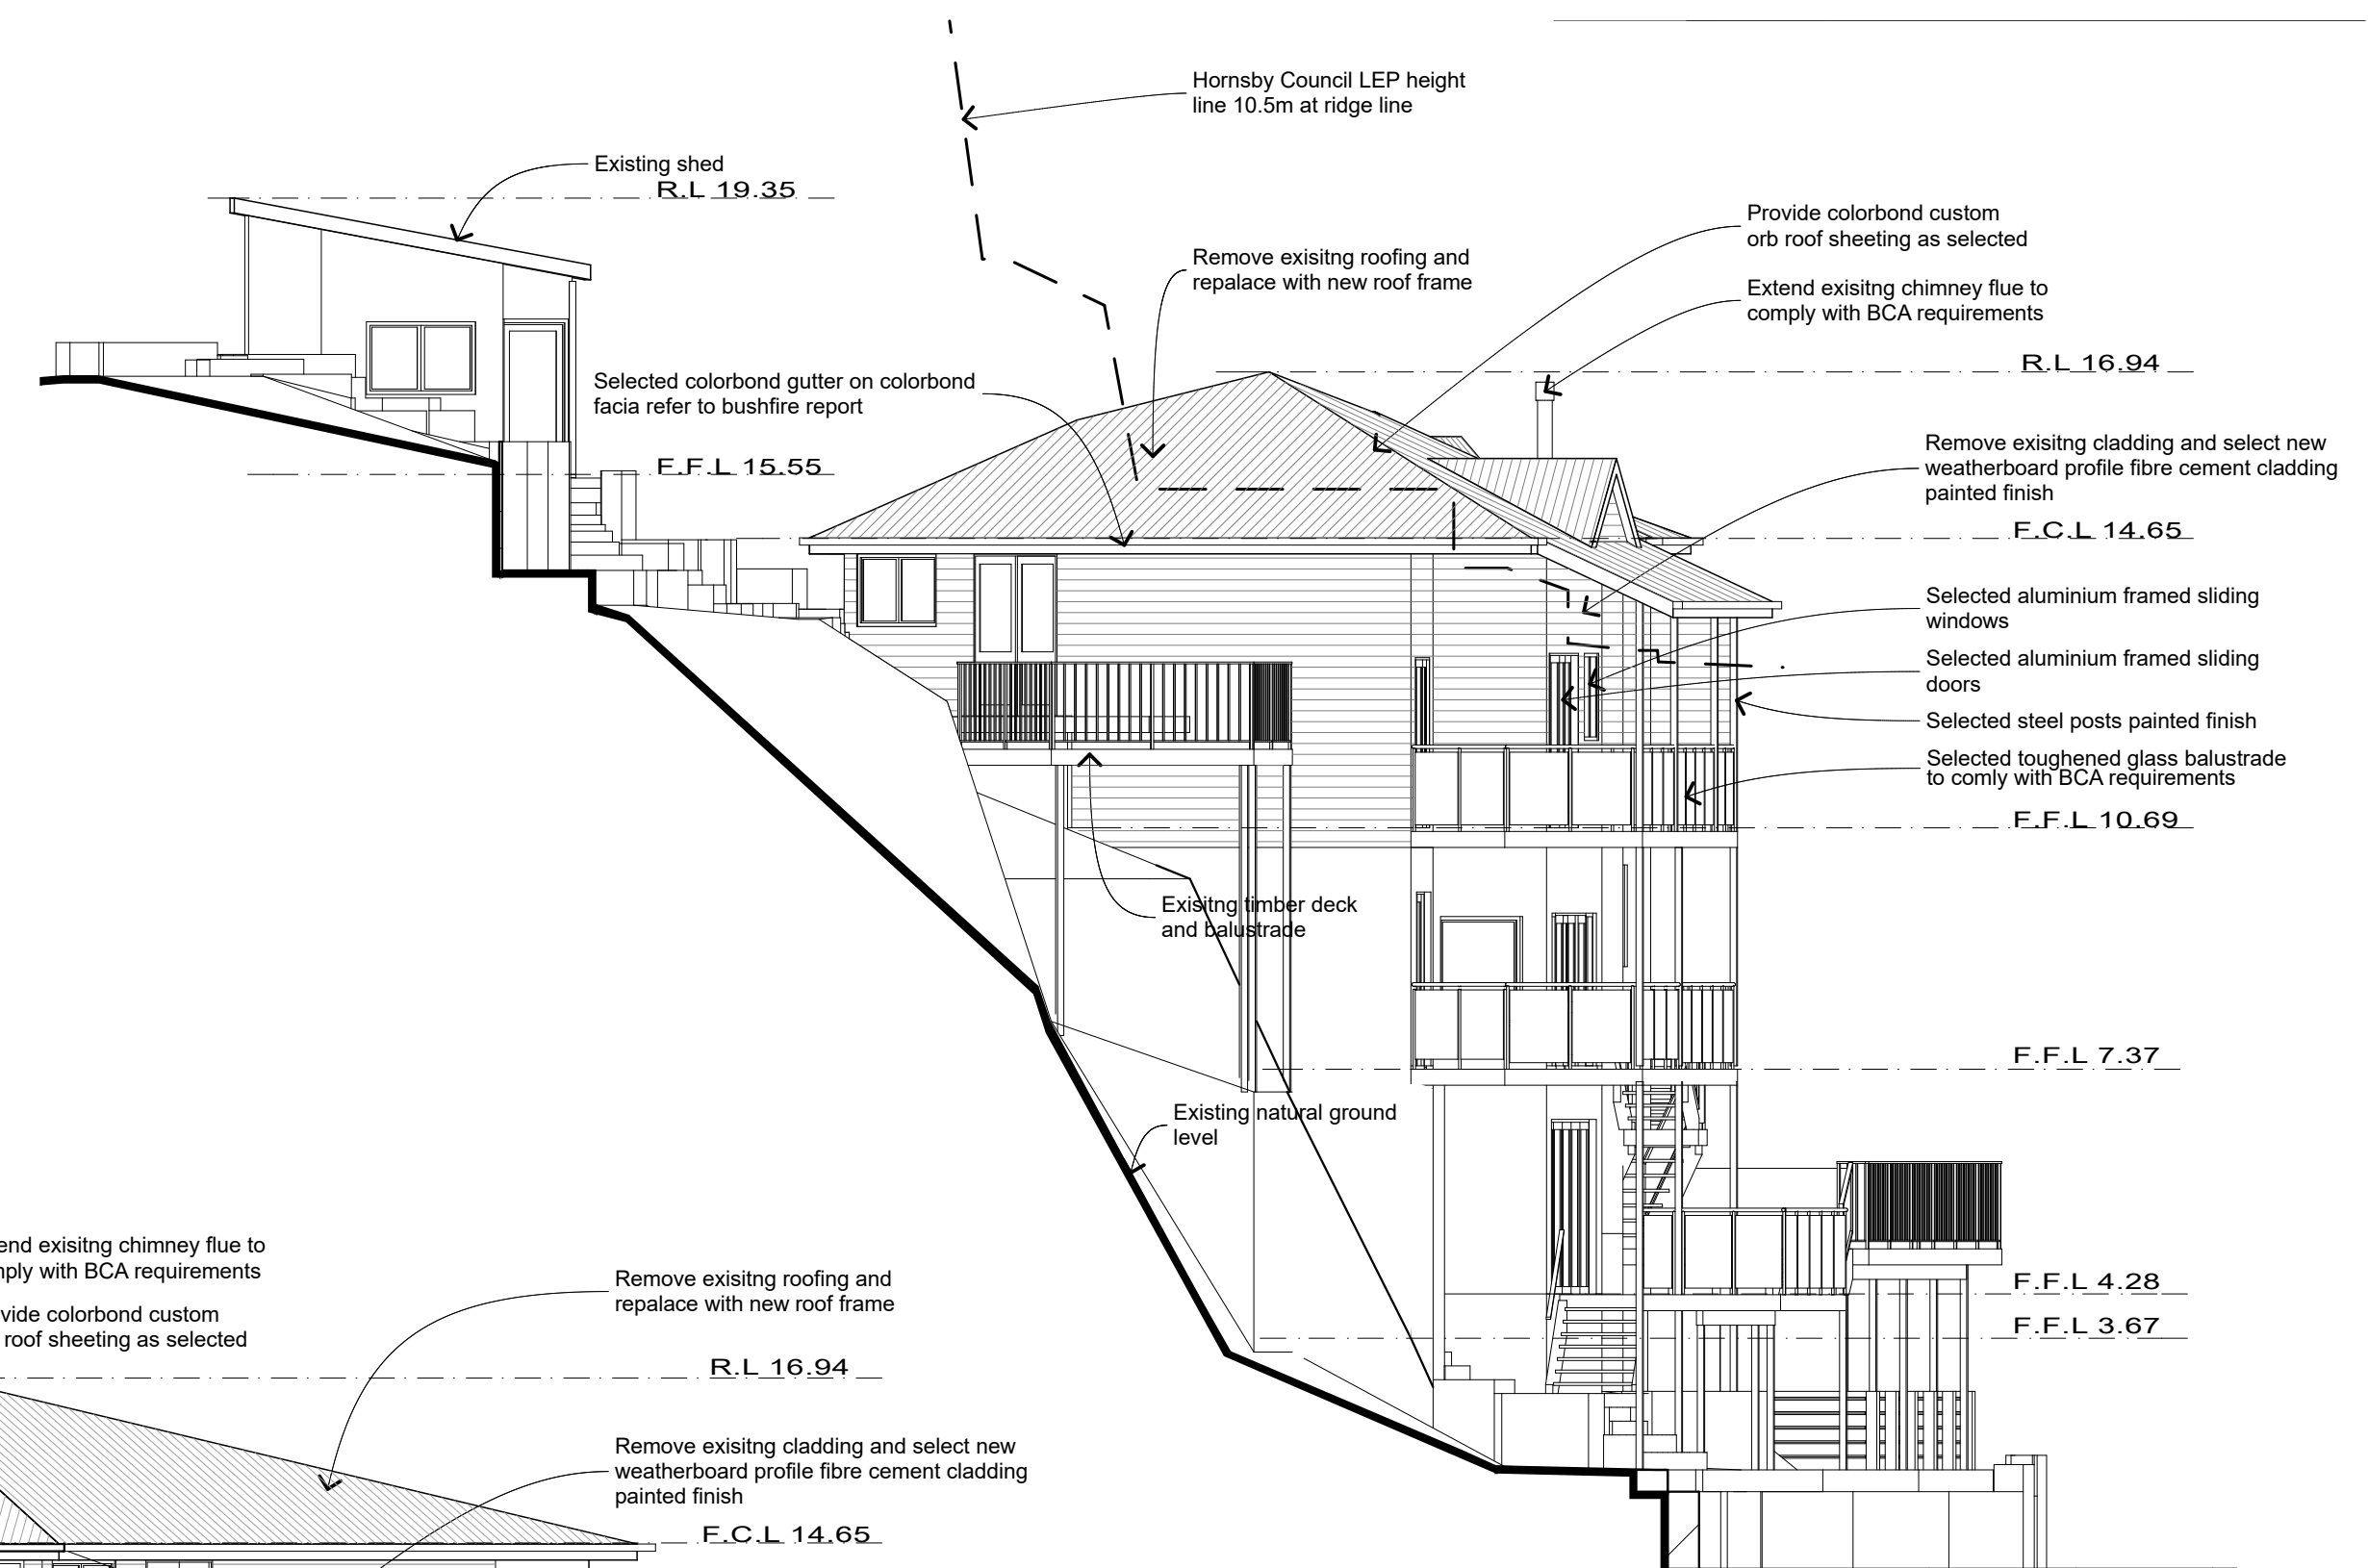 Hornsby Council LEP height
line 10.5m at ridge line
Existing shed
R.L 19.35
Provide colorbond custom
orb roof sheeting as selected
Remove exisitng roofing and
repalace with new roof frame
Extend exisitng chimney flue to
comply with BCA requirements
R.L 16.94
Selected colorbond gutter on colorbond
facia refer to bushfire report
Remove exisitng cladding and select new
weatherboard profile fibre cement cladding
painted finish
F.F.L 15.55
F.C.L 14.65
Selected aluminium framed sliding
windows
Selected aluminium framed sliding
doors
Selected steel posts painted finish
Selected toughened glass balustrade
to comly with BCA requirements
F.F.L 10.69
Exisitng timber deck
and balustrade
F.F.L 7.37
Existing natural ground
level
F.F.L 4.28
F.F.L 3.67
end exisitng chimney flue to
mply with BCA requirements
vide colorbond custom
roof sheeting as selected
Remove exisitng roofing and
repalace with new roof frame
R.L 16.94
Remove exisitng cladding and select new
weatherboard profile fibre cement cladding
painted finish
F.C.L 14.65